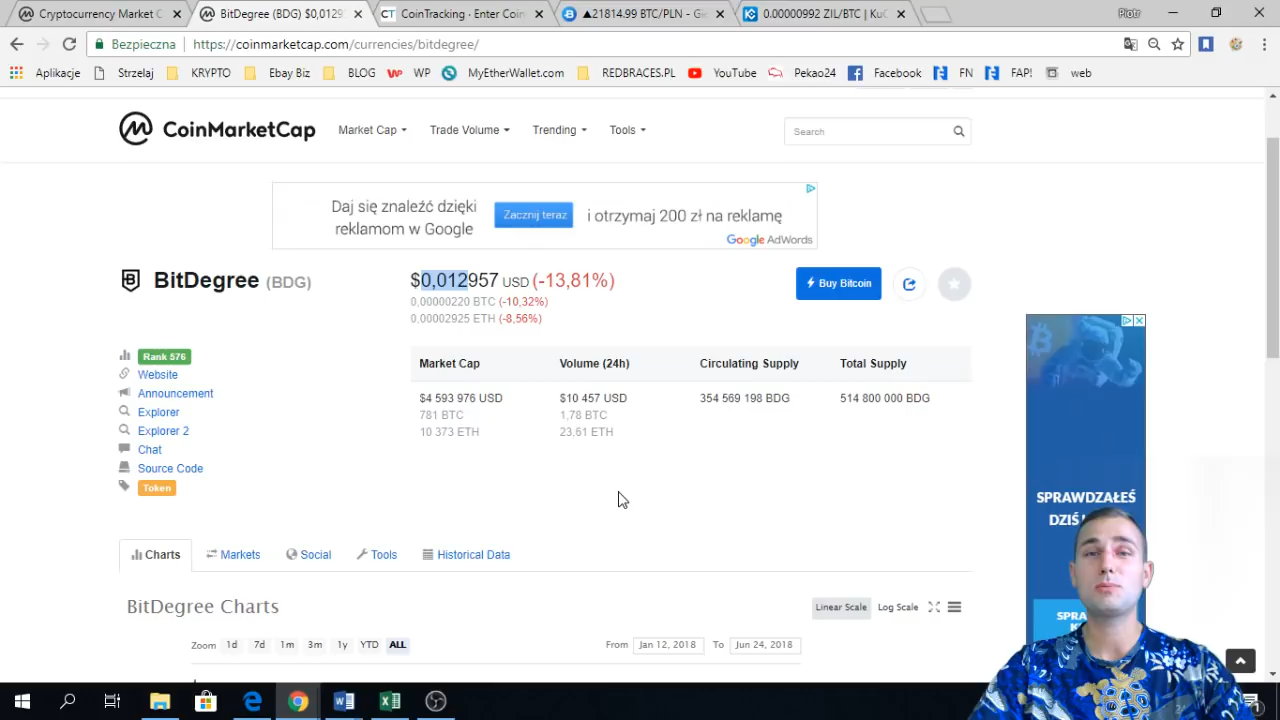 Cryptocurrency Market C
BitDegree (BDG) $0,0129
CoinTracking · Enter Coin
▲21814.99 BTC/PLN - Gi
0.00000992 ZIL/BTC | KuC
Piotr
Bezpieczna
https://coinmarketcap.com/currencies/bitdegree/
Aplikacje
Strzelaj
KRYPTO
Ebay Biz
BLOG
WP
MyEtherWallet.com
REDBRACES.PL
YouTube
Pekao24
Facebook
FN
FAP!
web
CoinMarketCap
Market Cap
Trade Volume
Trending
Tools
Search
Daj się znaleźć dzięki
reklamom w Google
Zacznij teraz
i otrzymaj 200 zł na reklamę
Google AdWords
BitDegree (BDG)
$0,012957 USD (-13,81%)
0,00000220 BTC (-10,32%)
0,00002925 ETH (-8,56%)
Buy Bitcoin
Rank 576
Website
Announcement
Explorer
Explorer 2
Chat
Source Code
Token
Market Cap
Volume (24h)
Circulating Supply
Total Supply
$4 593 976 USD
$10 457 USD
354 569 198 BDG
514 800 000 BDG
781 BTC
1,78 BTC
10 373 ETH
23.61 ETH
SPRAWDZAŁEŚ
DZIŚ
SPRA
Charts
Markets
Social
Tools
Historical Data
BitDegree Charts
Linear Scale
Log Scale
Zoom 1d 7d 1m 3m 1y YTD ALL
From Jan 12, 2018 To Jun 24, 2018